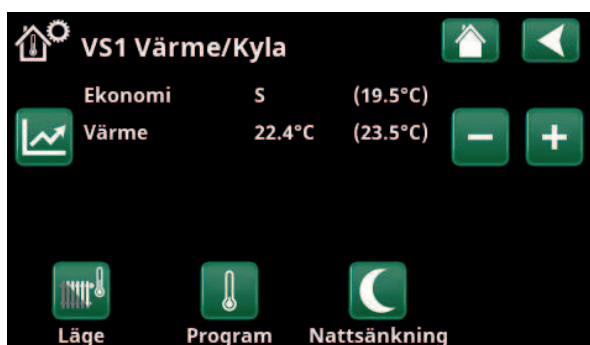 VS1 Värme/Kyla
Ekonomi S (19.5°C)
Värme 22.4°C (23.5°C)
Läge Program Nattsänkning